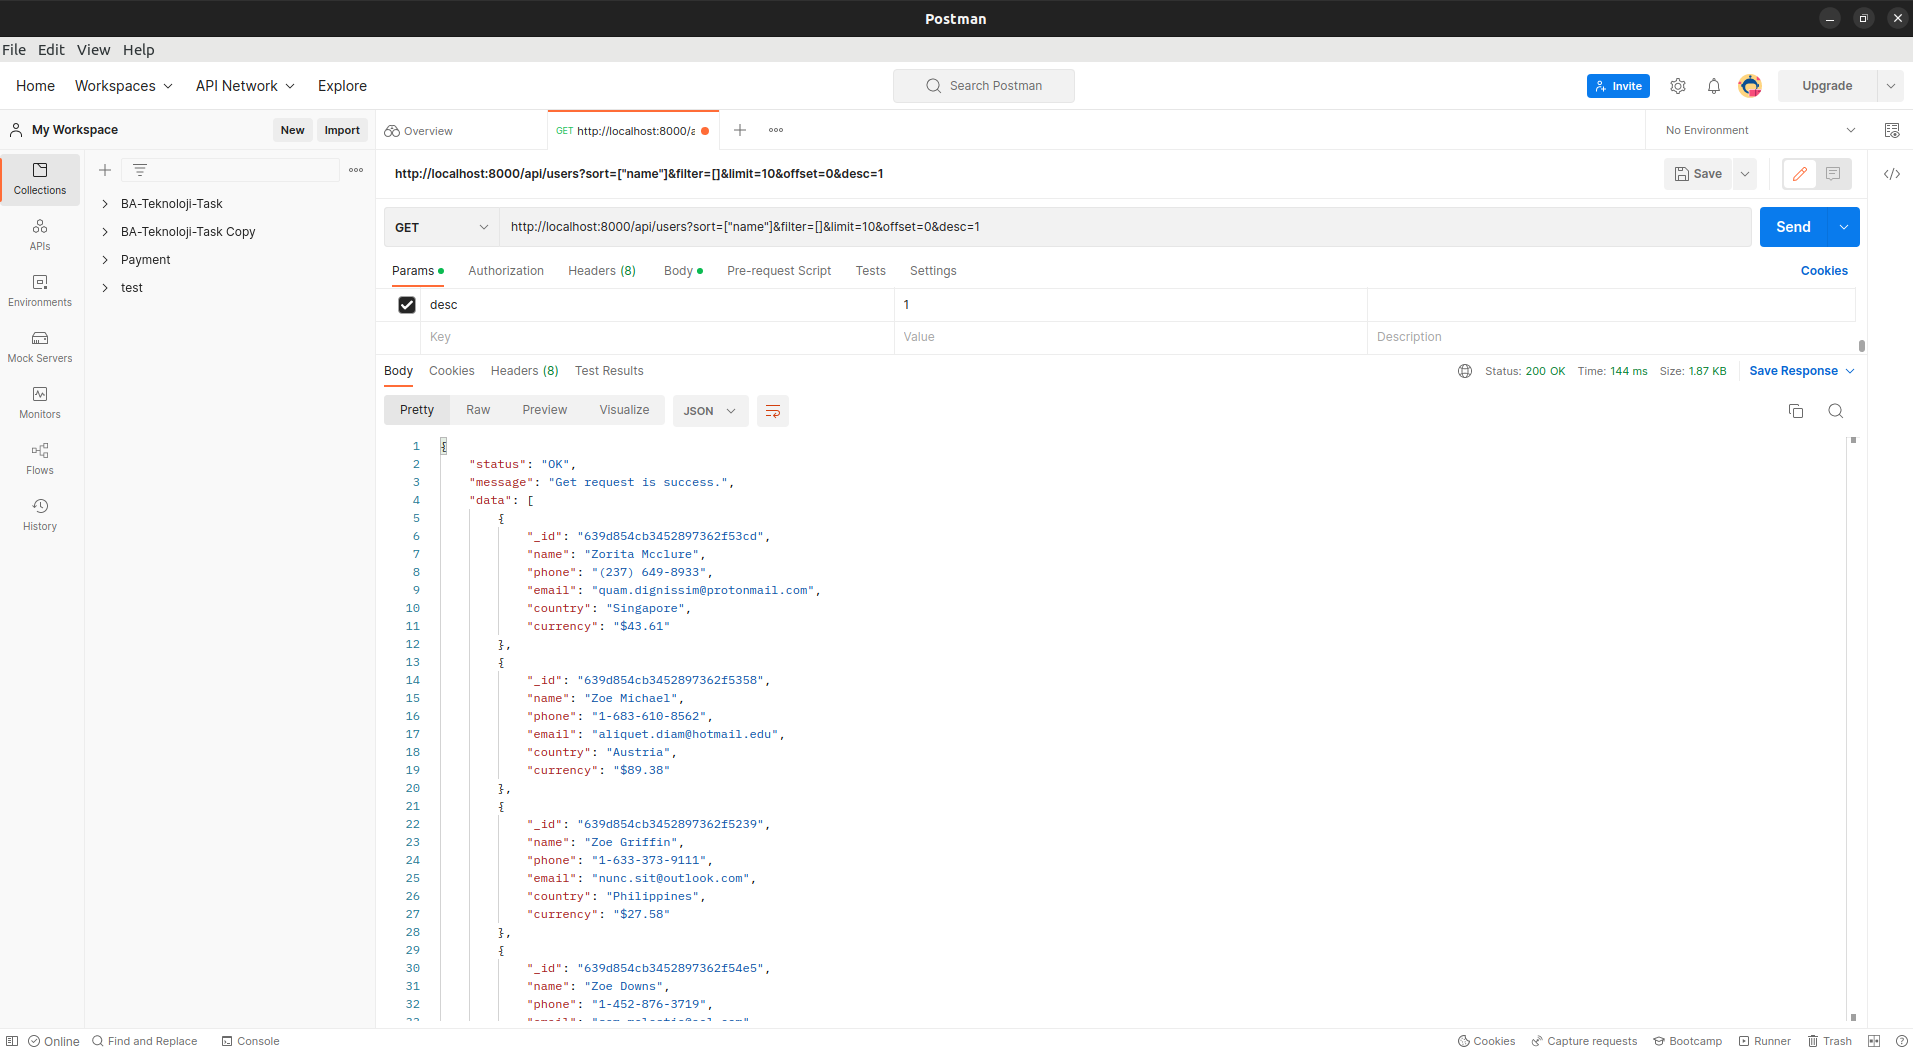 Postman
File Edit View Help
Home Workspaces API Network Explore Search Postman Invite Upgrade
My Workspace New Import Overview GET http://localhost:8000/a No Environment
Collections
APIs
Environments
Mock Servers
Monitors
Flows
History
BA-Teknoloji-Task
BA-Teknoloji-Task Copy
Payment
test
http://localhost:8000/api/users?sort=["name"]&filter=[]&limit=10&offset=0&desc=1 Save
GET http://localhost:8000/api/users?sort=["name"]&filter=[]&limit=10&offset=0&desc=1 Send
Params Authorization Headers (8) Body Pre-request Script Tests Settings Cookies
desc 1
Key Value Description
Body Cookies Headers (8) Test Results Status: 200 OK Time: 144 ms Size: 1.87 KB Save Response
Pretty Raw Preview Visualize JSON
1 {
2 "status": "OK",
3 "message": "Get request is success.",
4 "data": [
5 {
6 "_id": "639d854cb3452897362f53cd",
7 "name": "Zorita Mcclure",
8 "phone": "(237) 649-8933",
9 "email": "quam.dignissim@protonmail.com",
10 "country": "Singapore",
11 "currency": "$43.61"
12 },
13 {
14 "_id": "639d854cb3452897362f5358",
15 "name": "Zoe Michael",
16 "phone": "1-683-610-8562",
17 "email": "aliquet.diam@hotmail.edu",
18 "country": "Austria",
19 "currency": "$89.38"
20 },
21 {
22 "_id": "639d854cb3452897362f5239",
23 "name": "Zoe Griffin",
24 "phone": "1-633-373-9111",
25 "email": "nunc.sit@outlook.com",
26 "country": "Philippines",
27 "currency": "$27.58"
28 },
29 {
30 "_id": "639d854cb3452897362f54e5",
31 "name": "Zoe Downs",
32 "phone": "1-452-876-3719",
Online Find and Replace Console Cookies Capture requests Bootcamp Runner Trash